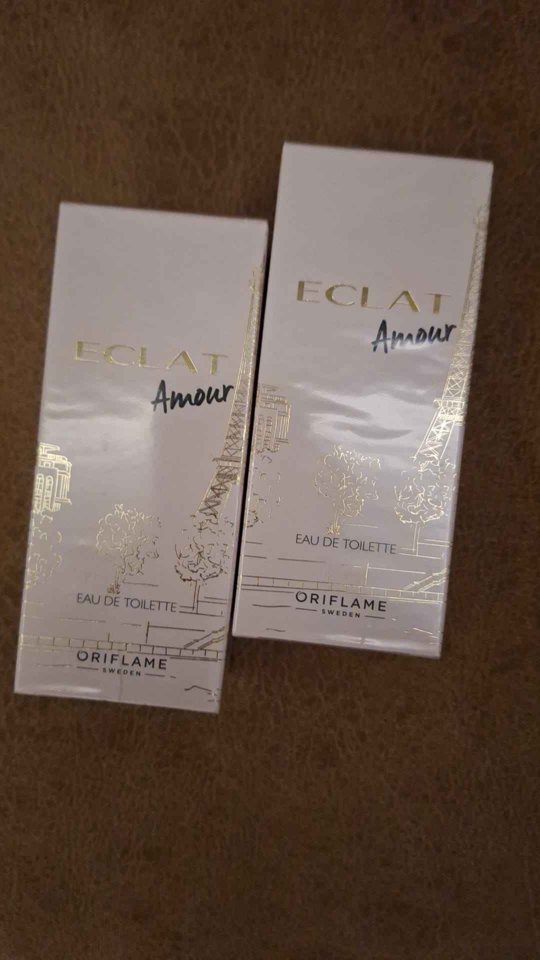 ECLAT
Amour
EAU DE TOILETTE
ORIFLAME
SWEDEN
ECLAT
Amour
EAU DE TOILETTE
ORIFLAME
SWEDEN